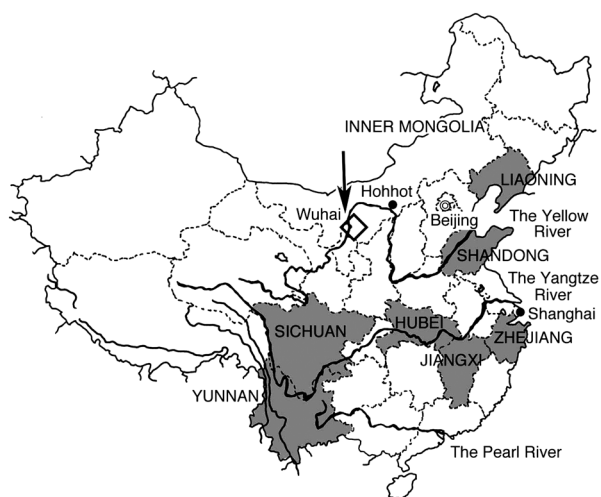 INNER MONGOLIA
LIAONING
Hohhot
Wuhai
Beijing
The Yellow
River
SHANDONG
The Yangtze
River
Shanghai
SICHUAN
HUBEI
ZHEJIANG
JIANGXI
YUNNAN
The Pearl River